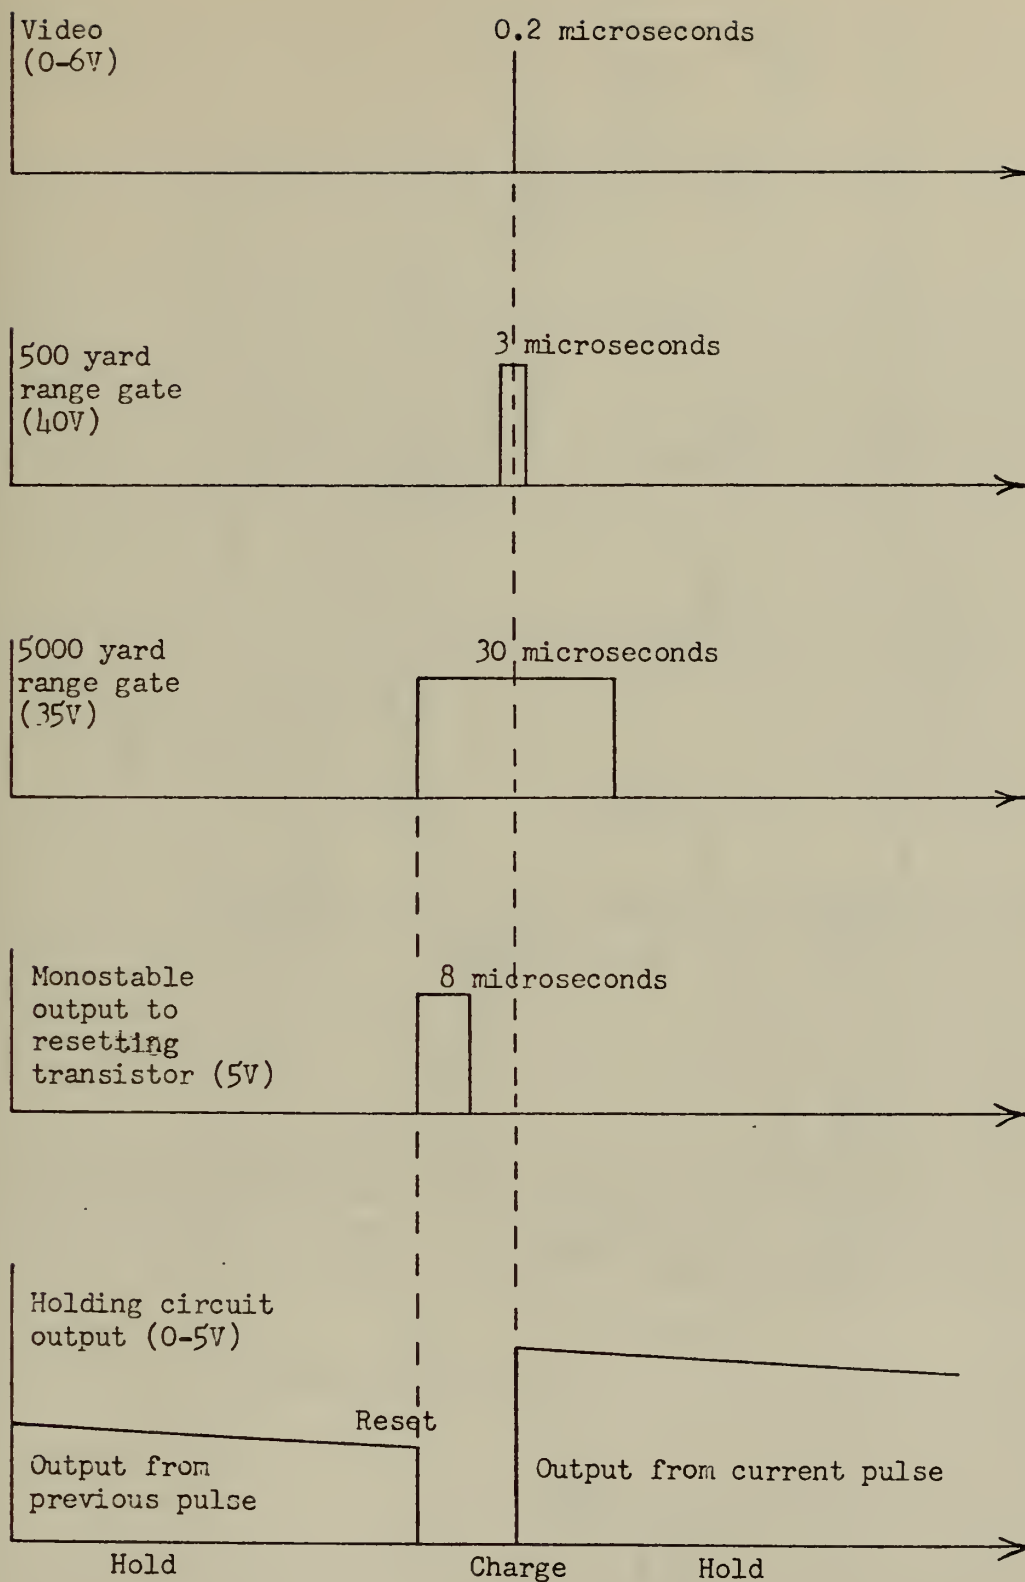 Video
(0-6V)
0.2 microseconds
500 yard
range gate
(40V)
3 microseconds
5000 yard
range gate
(35V)
30 microseconds
Monostable
output to
resetting
transistor (5V)
8 microseconds
Holding circuit
output (0-5V)
Reset
Output from
previous pulse
Output from current pulse
Hold
Charge
Hold